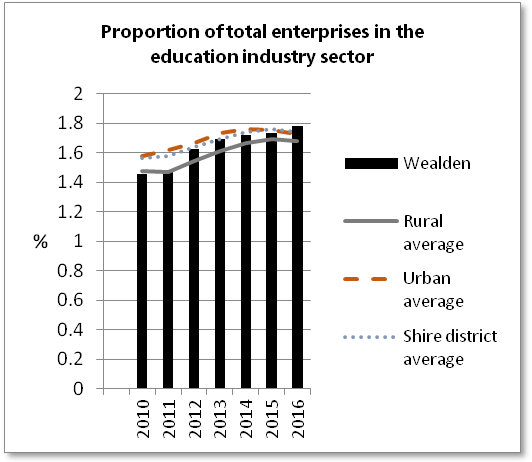 Proportion of total enterprises in the
education industry sector
2
1.8
1.6
1.4
1.2
1
0.8
0.6
0.4
0.2
0
%
2010
2011
2012
2013
2014
2015
2016
Wealden
Rural
average
Urban
average
Shire district
average